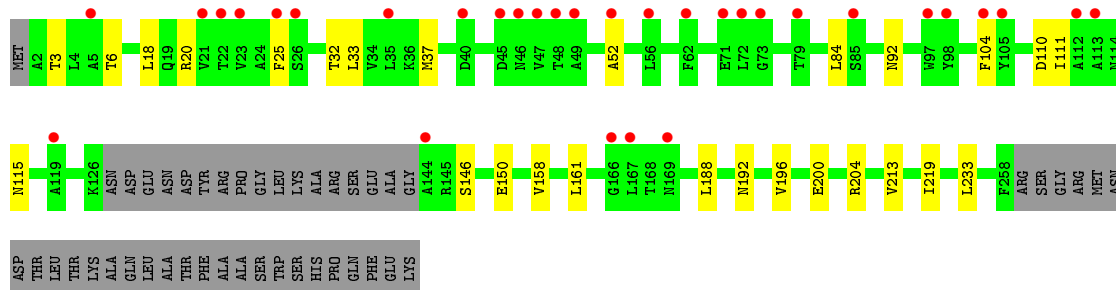 MET A2 T3 L4 A5 T6 L18 Q19 R20 V21 T22 V23 A24 F25 S26 T32 L33 V34 L35 K36 M37 D40 D45 N46 V47 T48 A49 A52 L56 F62 E71 L72 G73 T79 L84 S85 N92 W97 Y98 F104 Y105 D110 I111 A112 A113 N114
N115 A119 K126 ASN ASP GLU ASN ASP TYR ARG PRO GLY LEU LYS ALA ARG SER GLU ALA GLY A144 R145 S146 E150 V158 L161 G166 L167 T168 N169 L188 N192 V196 E200 R204 V213 I219 L233 F258 ARG SER GLY ARG MET ASN
ASP THR LEU THR LYS ALA GLN LEU ALA THR PHE ALA ALA SER TRP SER HIS PRO GLN PHE GLU LYS